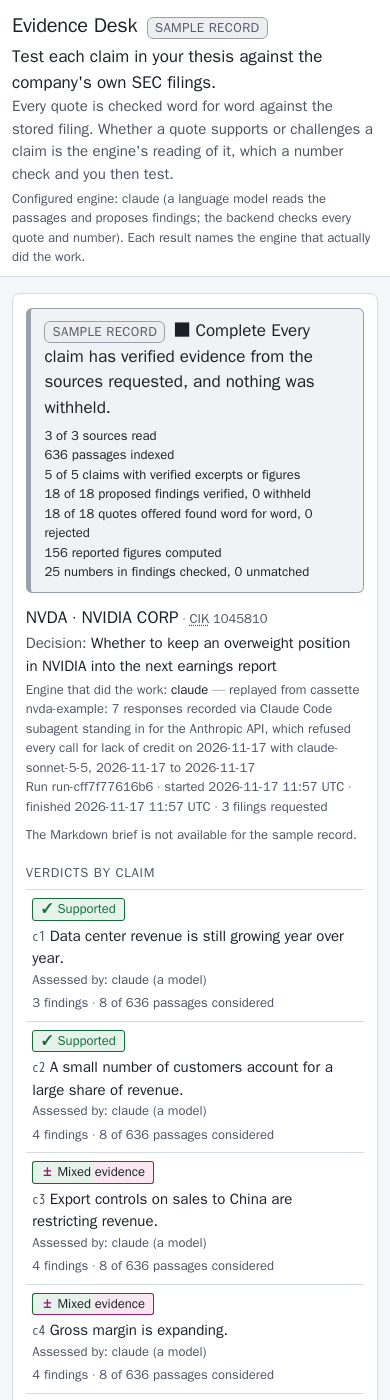 Evidence Desk SAMPLE RECORD
Test each claim in your thesis against the
company's own SEC filings.
Every quote is checked word for word against the
stored filing. Whether a quote supports or challenges a
claim is the engine's reading of it, which a number
check and you then test.
Configured engine: claude (a language model reads the
passages and proposes findings; the backend checks every
quote and number). Each result names the engine that actually
did the work.
SAMPLE RECORD ■ Complete Every
claim has verified evidence from the
sources requested, and nothing was
withheld.
3 of 3 sources read
636 passages indexed
5 of 5 claims with verified excerpts or figures
18 of 18 proposed findings verified, 0 withheld
18 of 18 quotes offered found word for word, 0
rejected
156 reported figures computed
25 numbers in findings checked, 0 unmatched
NVDA · NVIDIA CORP · CIK 1045810
Decision: Whether to keep an overweight position
in NVIDIA into the next earnings report
Engine that did the work: claude — replayed from cassette
nvda-example: 7 responses recorded via Claude Code
subagent standing in for the Anthropic API, which refused
every call for lack of credit on 2026-11-17 with claude-
sonnet-5-5, 2026-11-17 to 2026-11-17
Run run-cff7f77616b6 · started 2026-11-17 11:57 UTC ·
finished 2026-11-17 11:57 UTC · 3 filings requested
The Markdown brief is not available for the sample record.
VERDICTS BY CLAIM
✓ Supported
c1 Data center revenue is still growing year over
year.
Assessed by: claude (a model)
3 findings · 8 of 636 passages considered
✓ Supported
c2 A small number of customers account for a
large share of revenue.
Assessed by: claude (a model)
4 findings · 8 of 636 passages considered
± Mixed evidence
c3 Export controls on sales to China are
restricting revenue.
Assessed by: claude (a model)
4 findings · 8 of 636 passages considered
± Mixed evidence
c4 Gross margin is expanding.
Assessed by: claude (a model)
4 findings · 8 of 636 passages considered